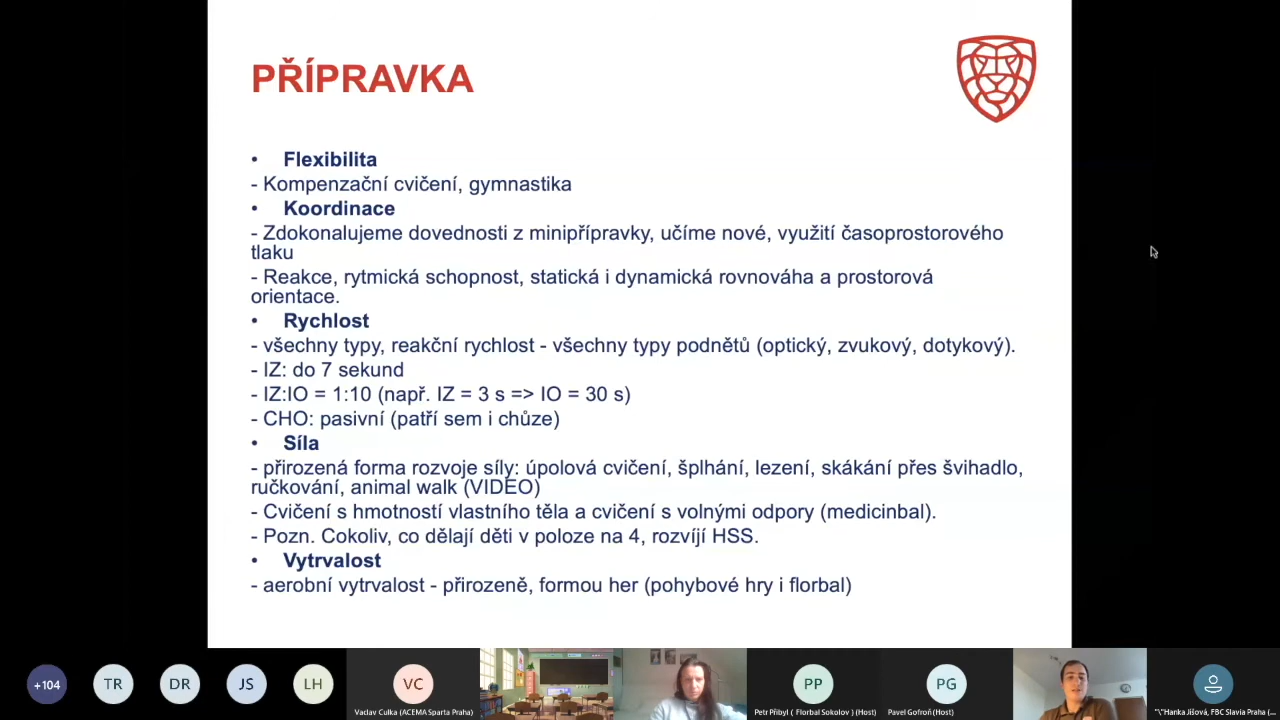 PŘÍPRAVKA
• Flexibilita
- Kompenzační cvičení, gymnastika
• Koordinace
- Zdokonalujeme dovednosti z minipřípravky, učíme nové, využití časoprostorového
tlaku
- Reakce, rytmická schopnost, statická i dynamická rovnováha a prostorová
orientace.
• Rychlost
- všechny typy, reakční rychlost - všechny typy podnětů (optický, zvukový, dotykový).
- IZ: do 7 sekund
- IZ:IO = 1:10 (např. IZ = 3 s => IO = 30 s)
- CHO: pasivní (patří sem i chůze)
• Síla
- přirozená forma rozvoje síly: úpolová cvičení, šplhání, lezení, skákání přes švihadlo,
ručkování, animal walk (VIDEO)
- Cvičení s hmotností vlastního těla a cvičení s volnými odpory (medicinbal).
- Pozn. Cokoliv, co dělají děti v poloze na 4, rozvíjí HSS.
• Vytrvalost
- aerobní vytrvalost - přirozeně, formou her (pohybové hry i florbal)
+104 TR DR JS LH VC PP PG
Vaclav Culka (ACEMA Sparta Praha) Petr Přibyl ( Florbal Sokolov ) (Host) Pavel Gofroň (Host) "\"Hanka Jišová, FBC Slavia Praha (...